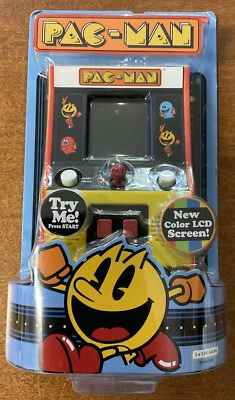 PAC-MAN
PAC-MAN
Try
Me!
Press START
New
Color LCD
Screen!